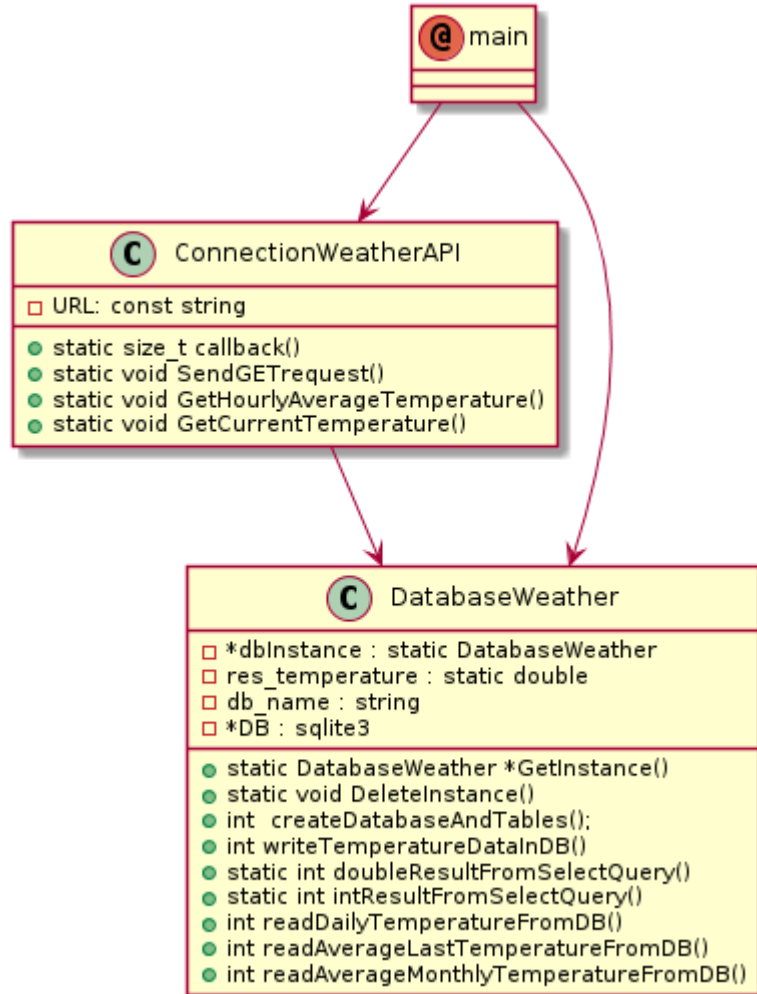 @ main
C ConnectionWeatherAPI
URL: const string
static size_t callback()
static void SendGETrequest()
static void GetHourlyAverageTemperature()
static void GetCurrentTemperature()
C DatabaseWeather
*dbInstance : static DatabaseWeather
res_temperature : static double
db_name : string
*DB : sqlite3
static DatabaseWeather *GetInstance()
static void DeleteInstance()
int  createDatabaseAndTables();
int writeTemperatureDataInDB()
static int doubleResultFromSelectQuery()
static int intResultFromSelectQuery()
int readDailyTemperatureFromDB()
int readAverageLastTemperatureFromDB()
int readAverageMonthlyTemperatureFromDB()